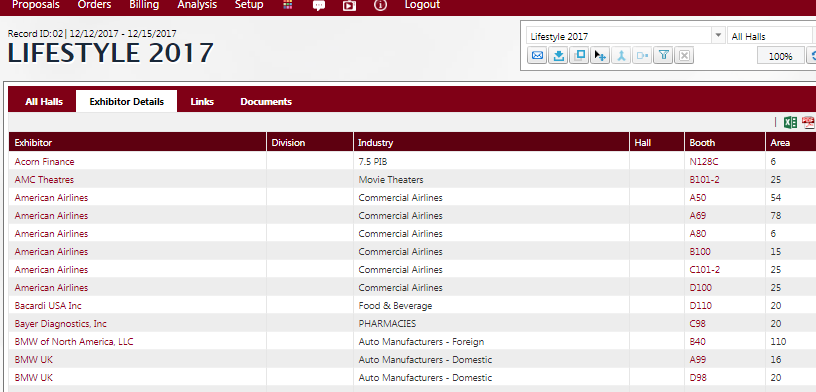 Proposals Orders Billing Analysis Setup Logout
Record ID:02| 12/12/2017 - 12/15/2017
LIFESTYLE 2017
Lifestyle 2017 All Halls
100%
All Halls Exhibitor Details Links Documents
Exhibitor Division Industry Hall Booth Area
Acorn Finance 7.5 PIB N128C 6
AMC Theatres Movie Theaters B101-2 25
American Airlines Commercial Airlines A50 54
American Airlines Commercial Airlines A69 78
American Airlines Commercial Airlines A80 6
American Airlines Commercial Airlines B100 15
American Airlines Commercial Airlines C101-2 25
American Airlines Commercial Airlines D100 25
Bacardi USA Inc Food & Beverage D110 20
Bayer Diagnostics, Inc PHARMACIES C98 20
BMW of North America, LLC Auto Manufacturers - Foreign B40 110
BMW UK Auto Manufacturers - Domestic A99 16
BMW UK Auto Manufacturers - Domestic D98 20